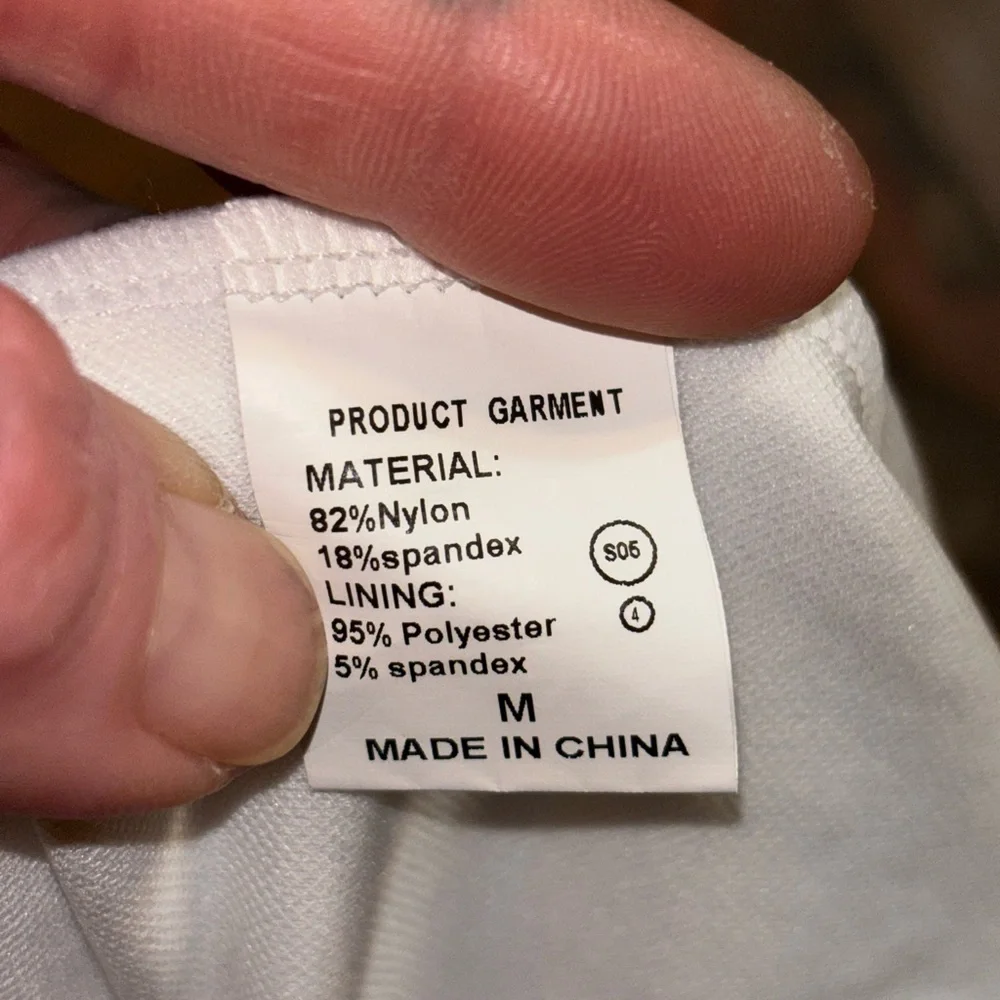 PRODUCT GARMENT
MATERIAL:
82%Nylon
18%spandex
S05
LINING:
4
95% Polyester
5% spandex
M
MADE IN CHINA